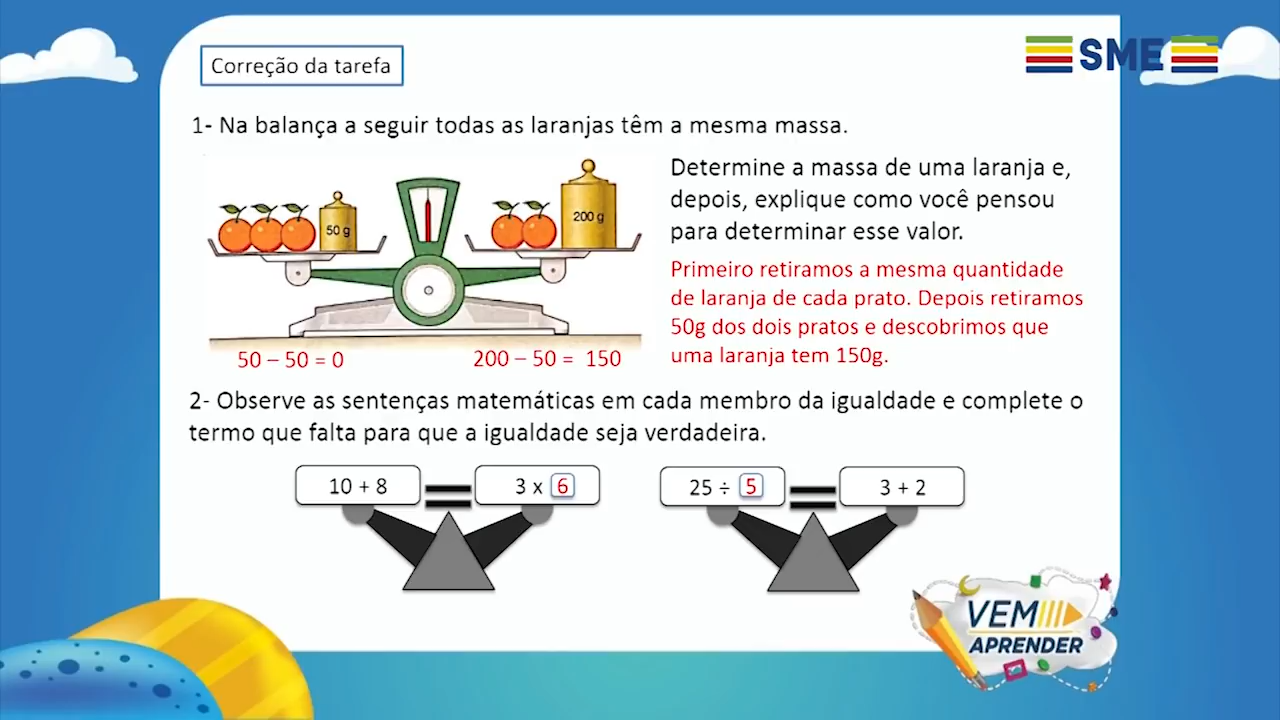 Correção da tarefa
SME
1- Na balança a seguir todas as laranjas têm a mesma massa.
50 g
200 g
50 – 50 = 0
200 – 50 = 150
Determine a massa de uma laranja e,
depois, explique como você pensou
para determinar esse valor.
Primeiro retiramos a mesma quantidade
de laranja de cada prato. Depois retiramos
50g dos dois pratos e descobrimos que
uma laranja tem 150g.
2- Observe as sentenças matemáticas em cada membro da igualdade e complete o
termo que falta para que a igualdade seja verdadeira.
10 + 8 = 3 x 6
25 ÷ 5 = 3 + 2
VEM
APRENDER